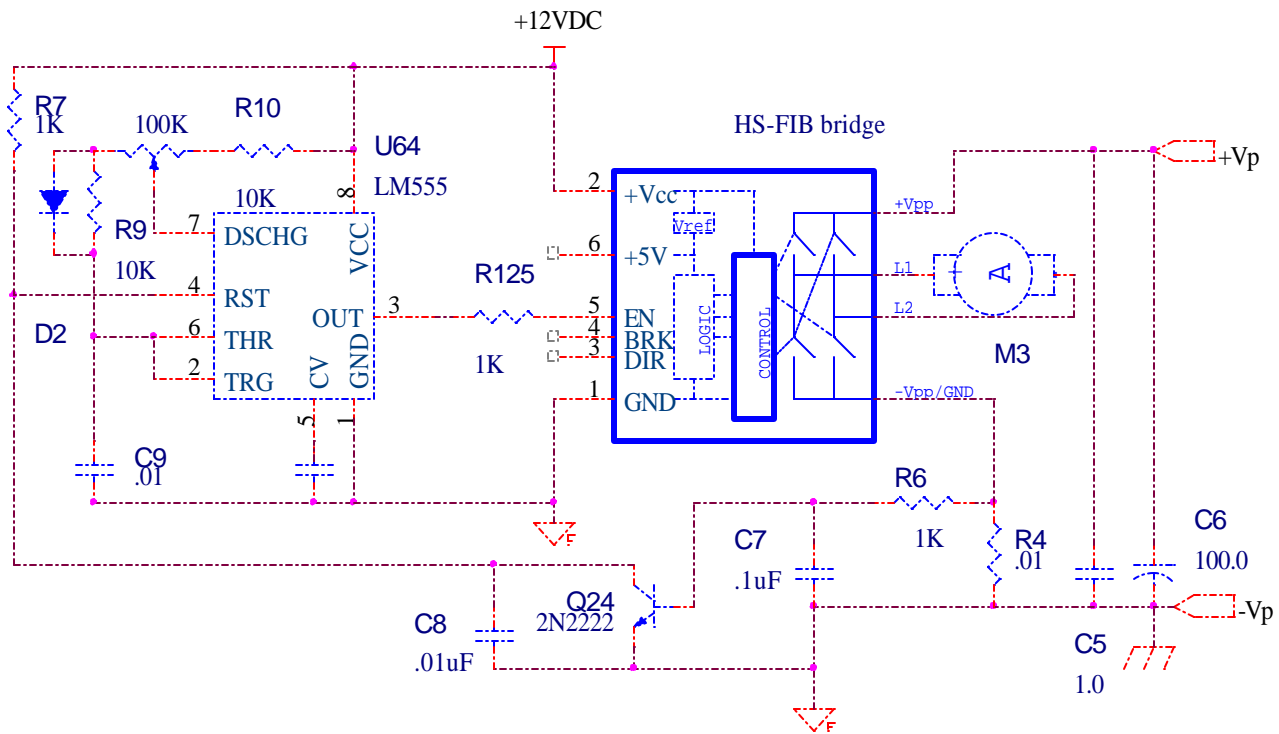 +12VDC
R7
1K
100K
R10
U64
LM555
HS-FIB bridge
+Vp
10K
8
2
+Vcc
+Vpp
R9
10K
7
DSCHG
VCC
Vref
6
+5V
R125
L1
+
A
4
RST
3
OUT
5
EN
L2
D2
6
THR
4
BRK
LOGIC
CONTROL
3
DIR
1K
M3
2
TRG
CV
GND
1
GND
-Vpp/GND
5
1
C9
.01
R6
1K
F
C7
.1uF
R4
.01
C6
100.0
Q24
2N2222
C8
.01uF
-Vp
C5
1.0
F